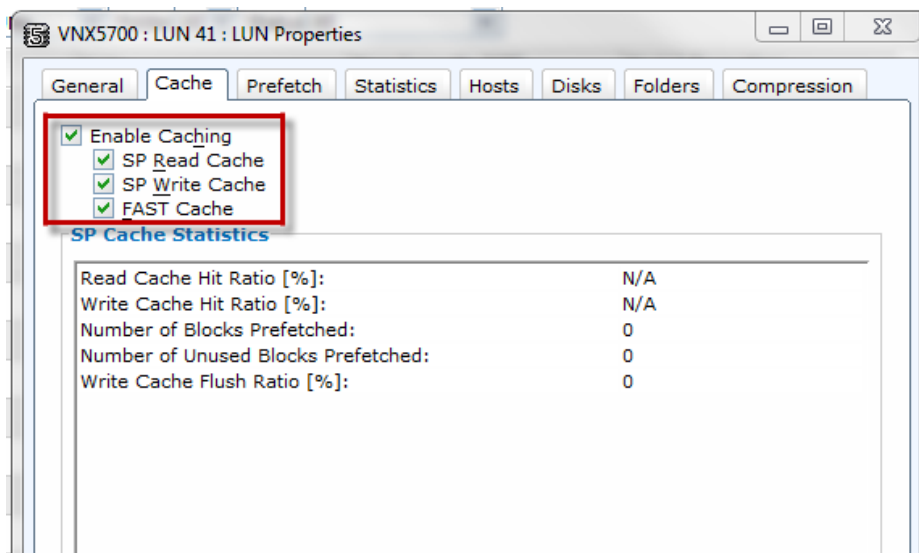 VNX5700 : LUN 41 : LUN Properties
General Cache Prefetch Statistics Hosts Disks Folders Compression
Enable Caching
SP Read Cache
SP Write Cache
FAST Cache
SP Cache Statistics
Read Cache Hit Ratio [%]: N/A
Write Cache Hit Ratio [%]: N/A
Number of Blocks Prefetched: 0
Number of Unused Blocks Prefetched: 0
Write Cache Flush Ratio [%]: 0